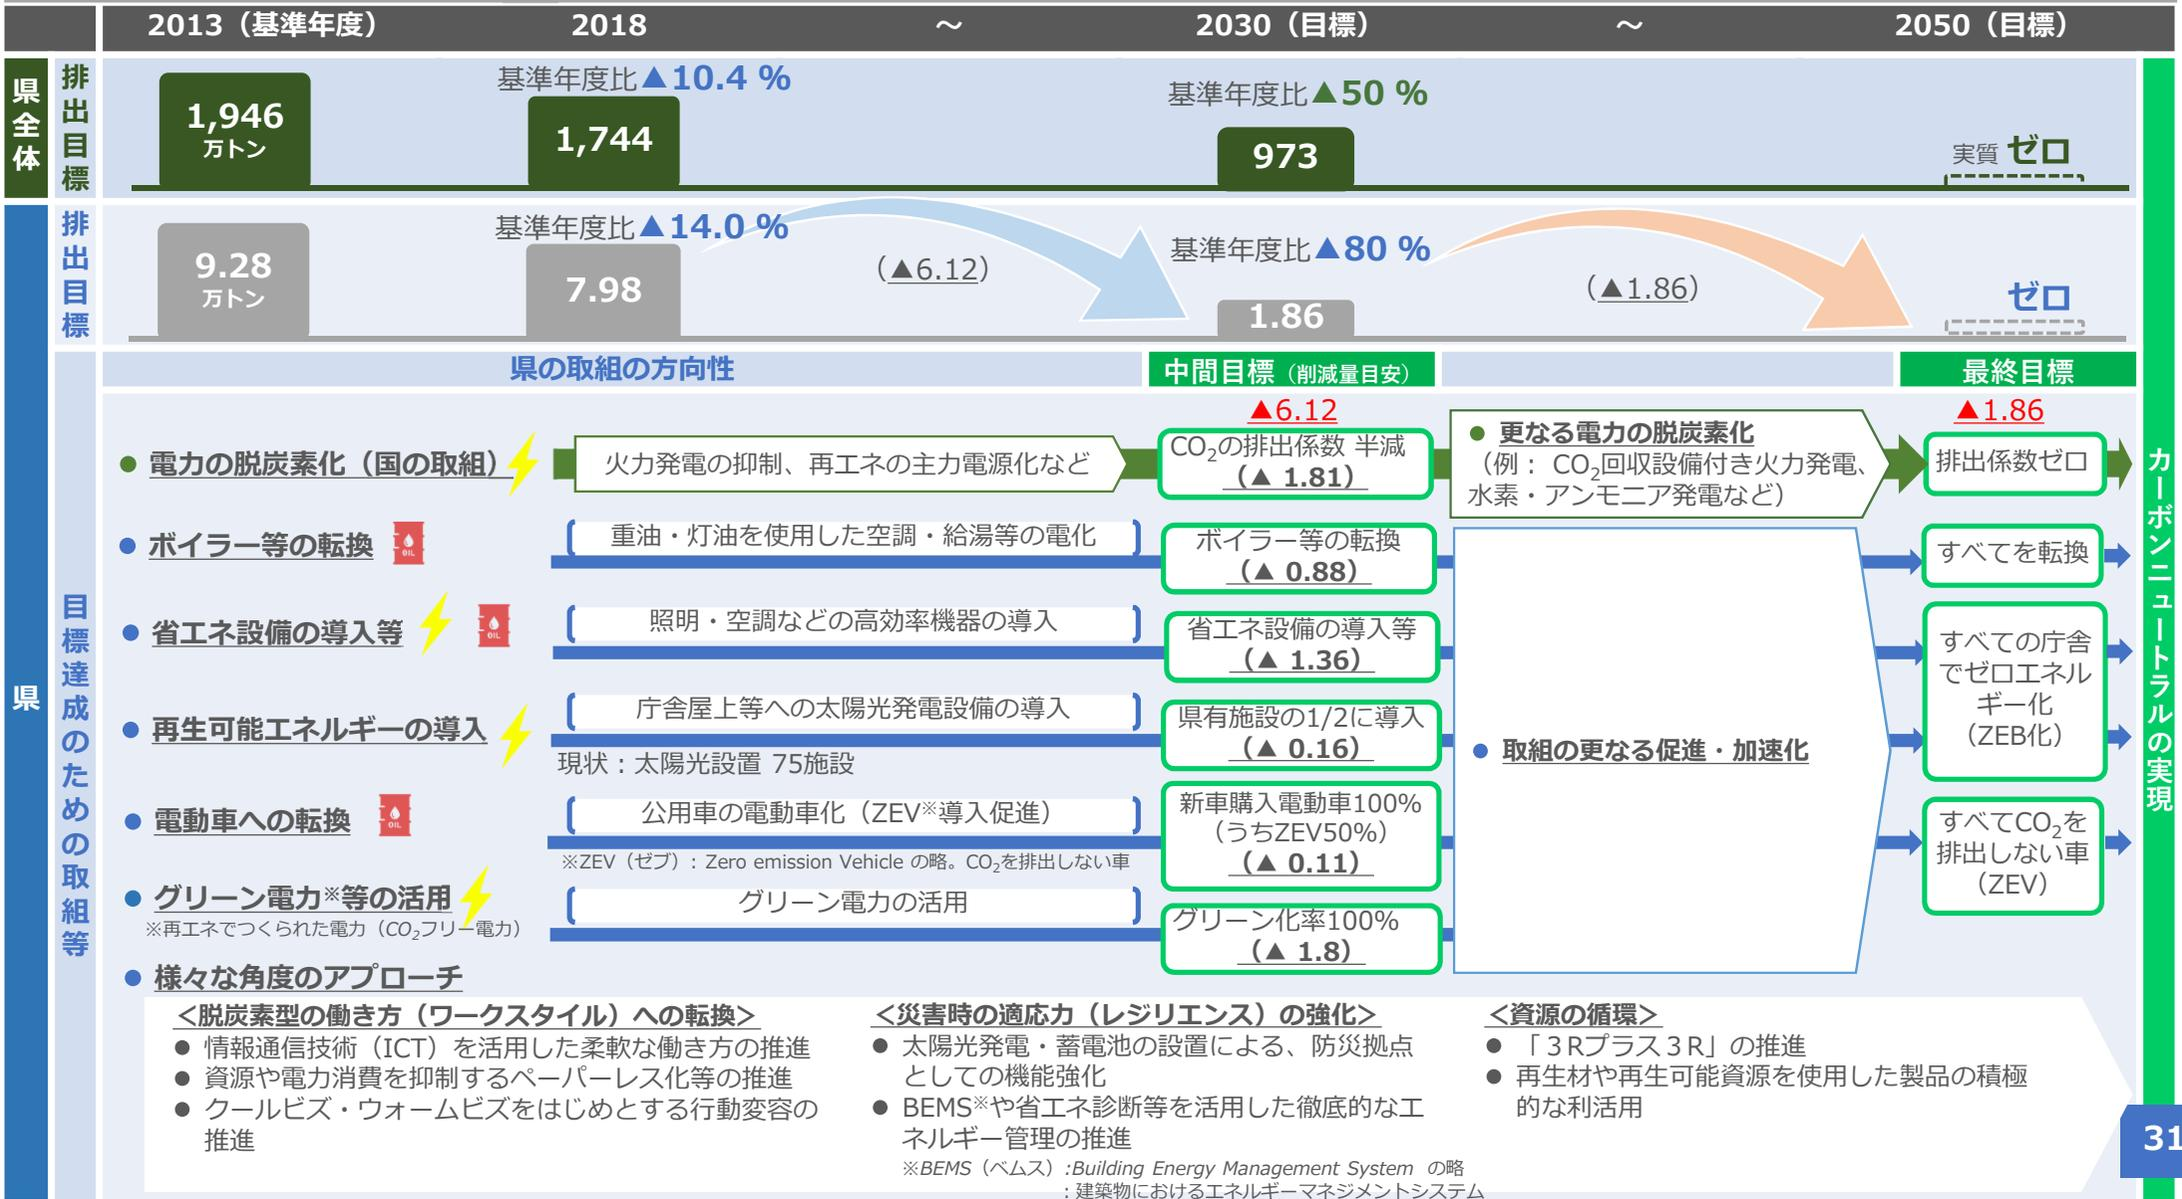 2013（基準年度）
2018
～
2030（目標）
～
2050（目標）
県全体
排出目標
1,946
万トン
基準年度比▲10.4 %
1,744
基準年度比▲50 %
973
実質 ゼロ
県
排出目標
9.28
万トン
基準年度比▲14.0 %
7.98
（▲6.12）
基準年度比▲80 %
1.86
（▲1.86）
ゼロ
目標達成のための取組等
県の取組の方向性
中間目標（削減量目安）
最終目標
▲6.12
▲1.86
● 電力の脱炭素化（国の取組）
火力発電の抑制、再エネの主力電源化など
CO₂の排出係数 半減
（▲ 1.81）
● 更なる電力の脱炭素化
（例： CO₂回収設備付き火力発電、
水素・アンモニア発電など）
排出係数ゼロ
● ボイラー等の転換
OIL
重油・灯油を使用した空調・給湯等の電化
ボイラー等の転換
（▲ 0.88）
すべてを転換
● 省エネ設備の導入等
OIL
照明・空調などの高効率機器の導入
省エネ設備の導入等
（▲ 1.36）
すべての庁舎
でゼロエネル
ギー化
（ZEB化）
● 再生可能エネルギーの導入
庁舎屋上等への太陽光発電設備の導入
現状：太陽光設置 75施設
県有施設の1/2に導入
（▲ 0.16）
● 取組の更なる促進・加速化
● 電動車への転換
OIL
公用車の電動車化（ZEV※導入促進）
※ZEV（ゼブ）: Zero emission Vehicle の略。CO₂を排出しない車
新車購入電動車100%
（うちZEV50%）
（▲ 0.11）
すべてCO₂を
排出しない車
（ZEV）
● グリーン電力※等の活用
※再エネでつくられた電力（CO₂フリー電力）
グリーン電力の活用
グリーン化率100%
（▲ 1.8）
● 様々な角度のアプローチ
＜脱炭素型の働き方（ワークスタイル）への転換＞
● 情報通信技術（ICT）を活用した柔軟な働き方の推進
● 資源や電力消費を抑制するペーパーレス化等の推進
● クールビズ・ウォームビズをはじめとする行動変容の
推進
＜災害時の適応力（レジリエンス）の強化＞
● 太陽光発電・蓄電池の設置による、防災拠点
としての機能強化
● BEMS※や省エネ診断等を活用した徹底的なエ
ネルギー管理の推進
※BEMS（ベムス）:Building Energy Management System の略
：建築物におけるエネルギーマネジメントシステム
＜資源の循環＞
● 「３Rプラス３R」の推進
● 再生材や再生可能資源を使用した製品の積極
的な利活用
カーボンニュートラルの実現
31